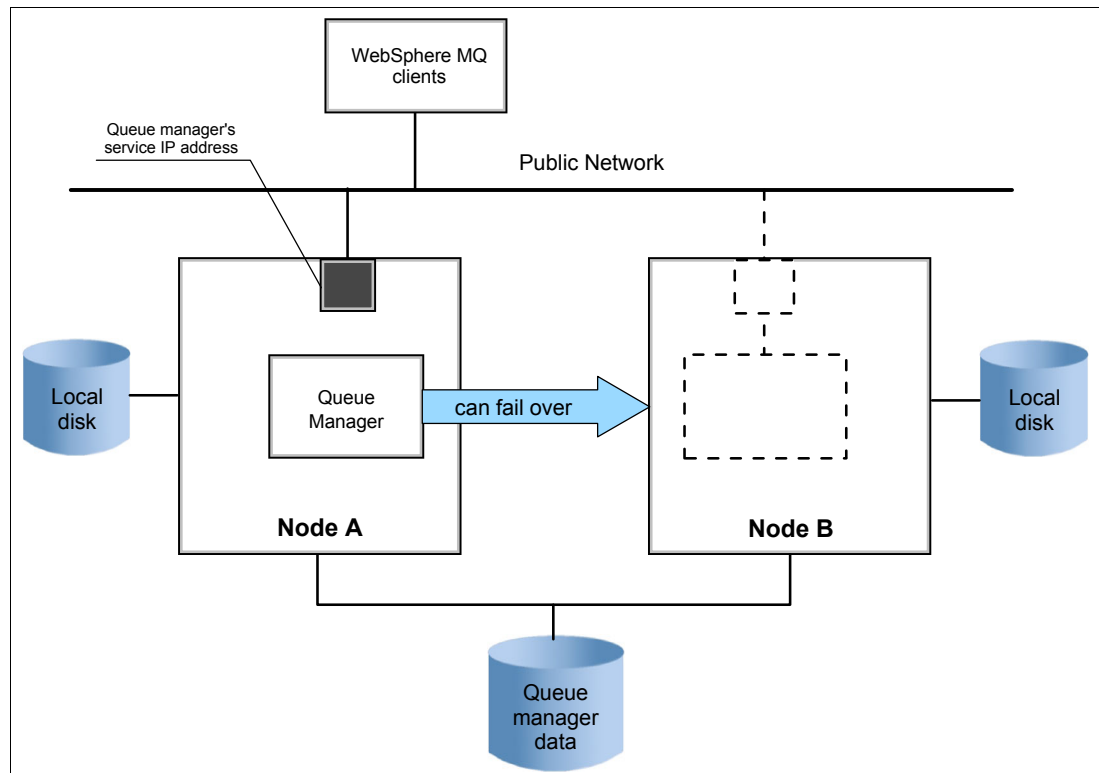 WebSphere MQ
clients
Queue manager's
service IP address
Public Network
Local
disk
Queue
Manager
can fail over
Local
disk
Node A
Node B
Queue
manager
data